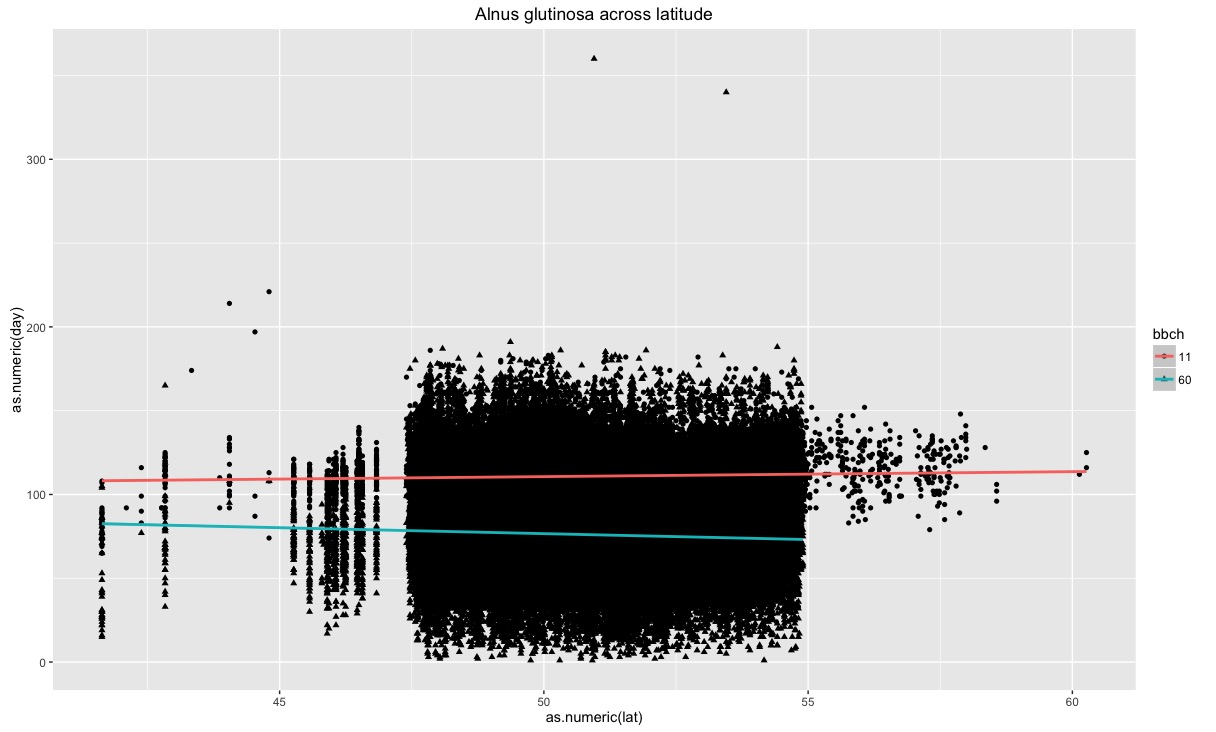 Alnus glutinosa across latitude
as.numeric(day)
300
200
100
0
45
50
55
60
as.numeric(lat)
bbch
11
60